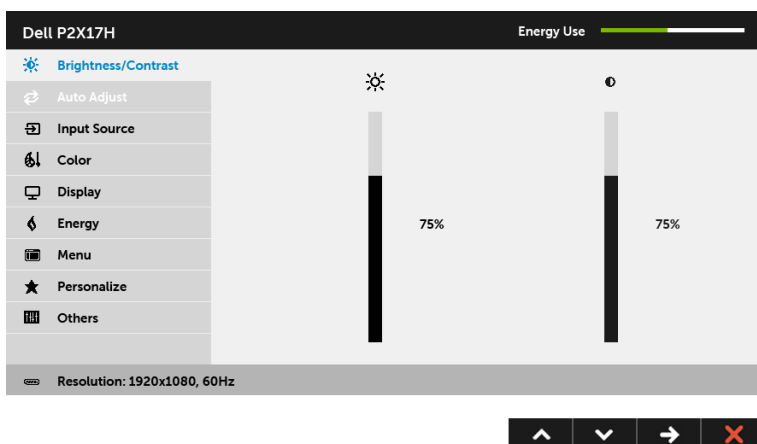 Dell P2X17H
Energy Use
Brightness/Contrast
Auto Adjust
Input Source
Color
Display
Energy
75%
75%
Menu
Personalize
Others
Resolution: 1920x1080, 60Hz